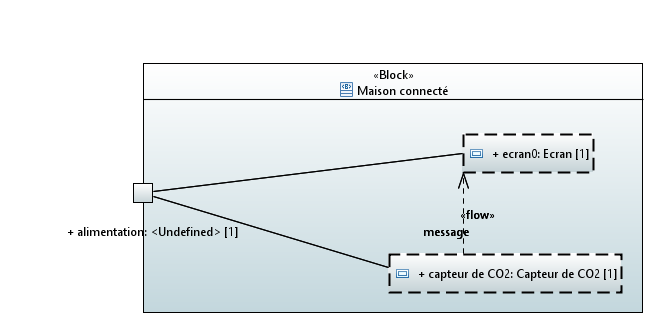 «Block»
Maison connecté
+ ecran0: Ecran [1]
«flow»
+ alimentation: <Undefined> [1]
message
+ capteur de CO2: Capteur de CO2 [1]